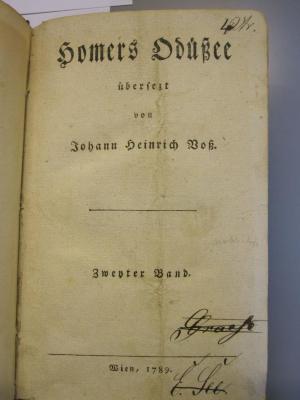 Homers Odüßee
übersezt
von
Johann Heinrich Voß.
Zweyter Band.
Wien, 1789.